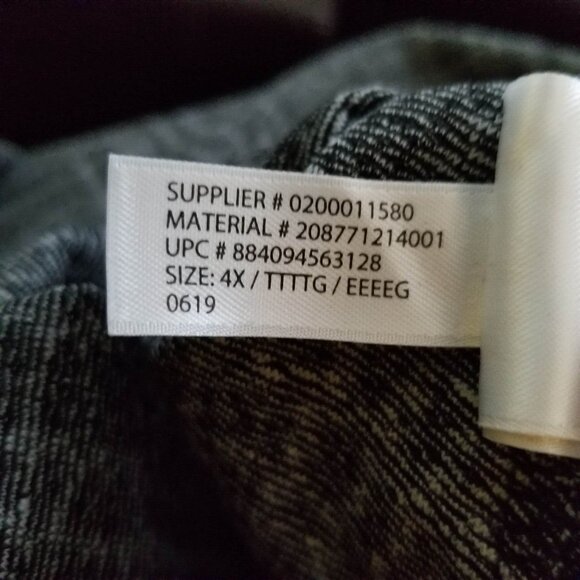 SUPPLIER # 0200011580
MATERIAL # 208771214001
UPC # 884094563128
SIZE: 4X / TTTTG / EEEEG
0619